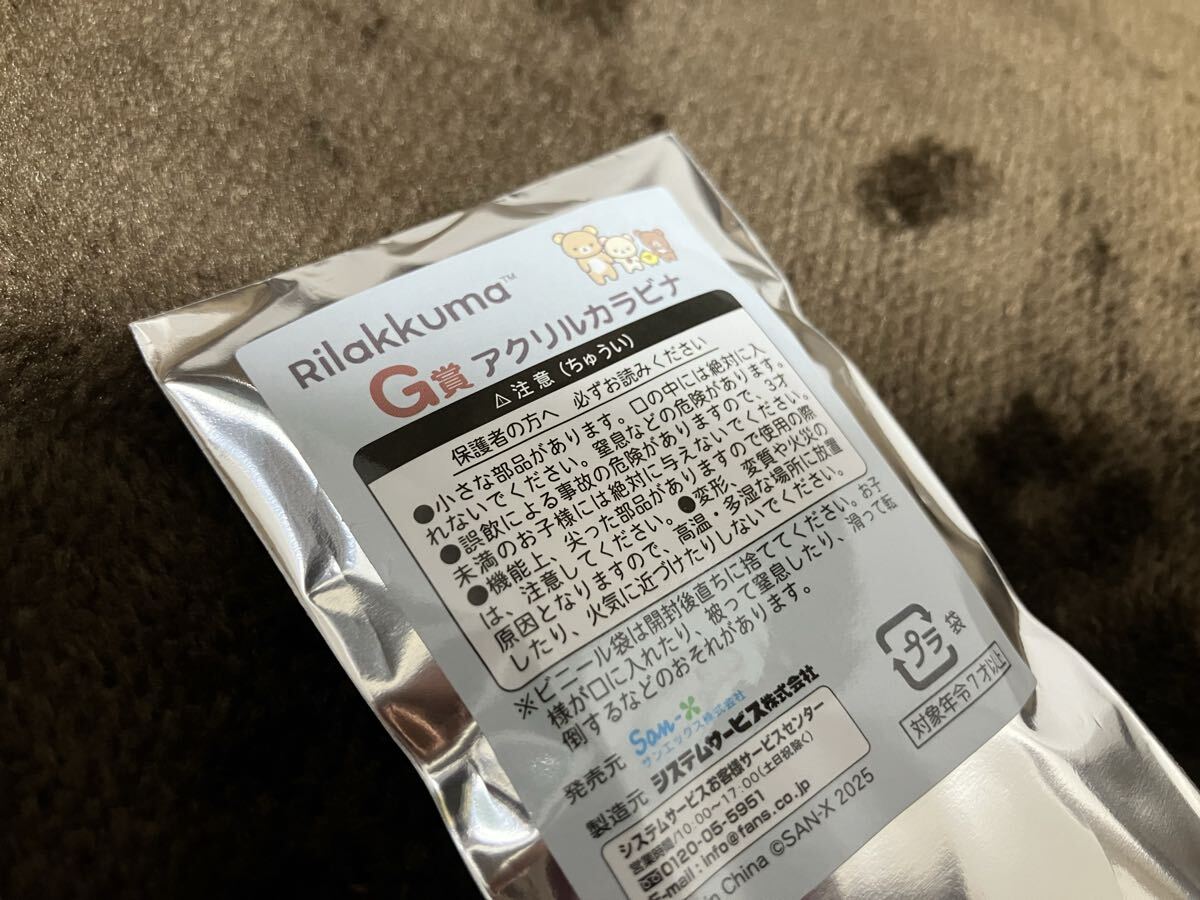 Rilakkuma™
G賞 アクリルカラビナ
⚠注意(ちゅうい)
保護者の方へ 必ずお読みください
●小さな部品があります。口の中には絶対に入
れないでください。窒息などの危険があります。
●誤飲による事故の危険がありますので、3才
未満のお子様には絶対に与えないでください。
●機能上、尖った部品がありますので使用の際
は、注意してください。●変形、変質や火災の
原因となりますので、高温・多湿な場所に放置
したり、火気に近づけたりしないでください。
※ビニール袋は開封後直ちに捨ててください。お子
様が口に入れたり、被って窒息したり、滑って転
倒するなどのおそれがあります。
プラ 袋
対象年令7才以上
発売元 San-X
サンエックス株式会社
製造元 システムサービス株式会社
システムサービスお客様サービスセンター
営業時間/10:00~17:00(土日祝除く)
0120-05-5951
E-mail:info@fans.co.jp
in China ©SAN-X 2025